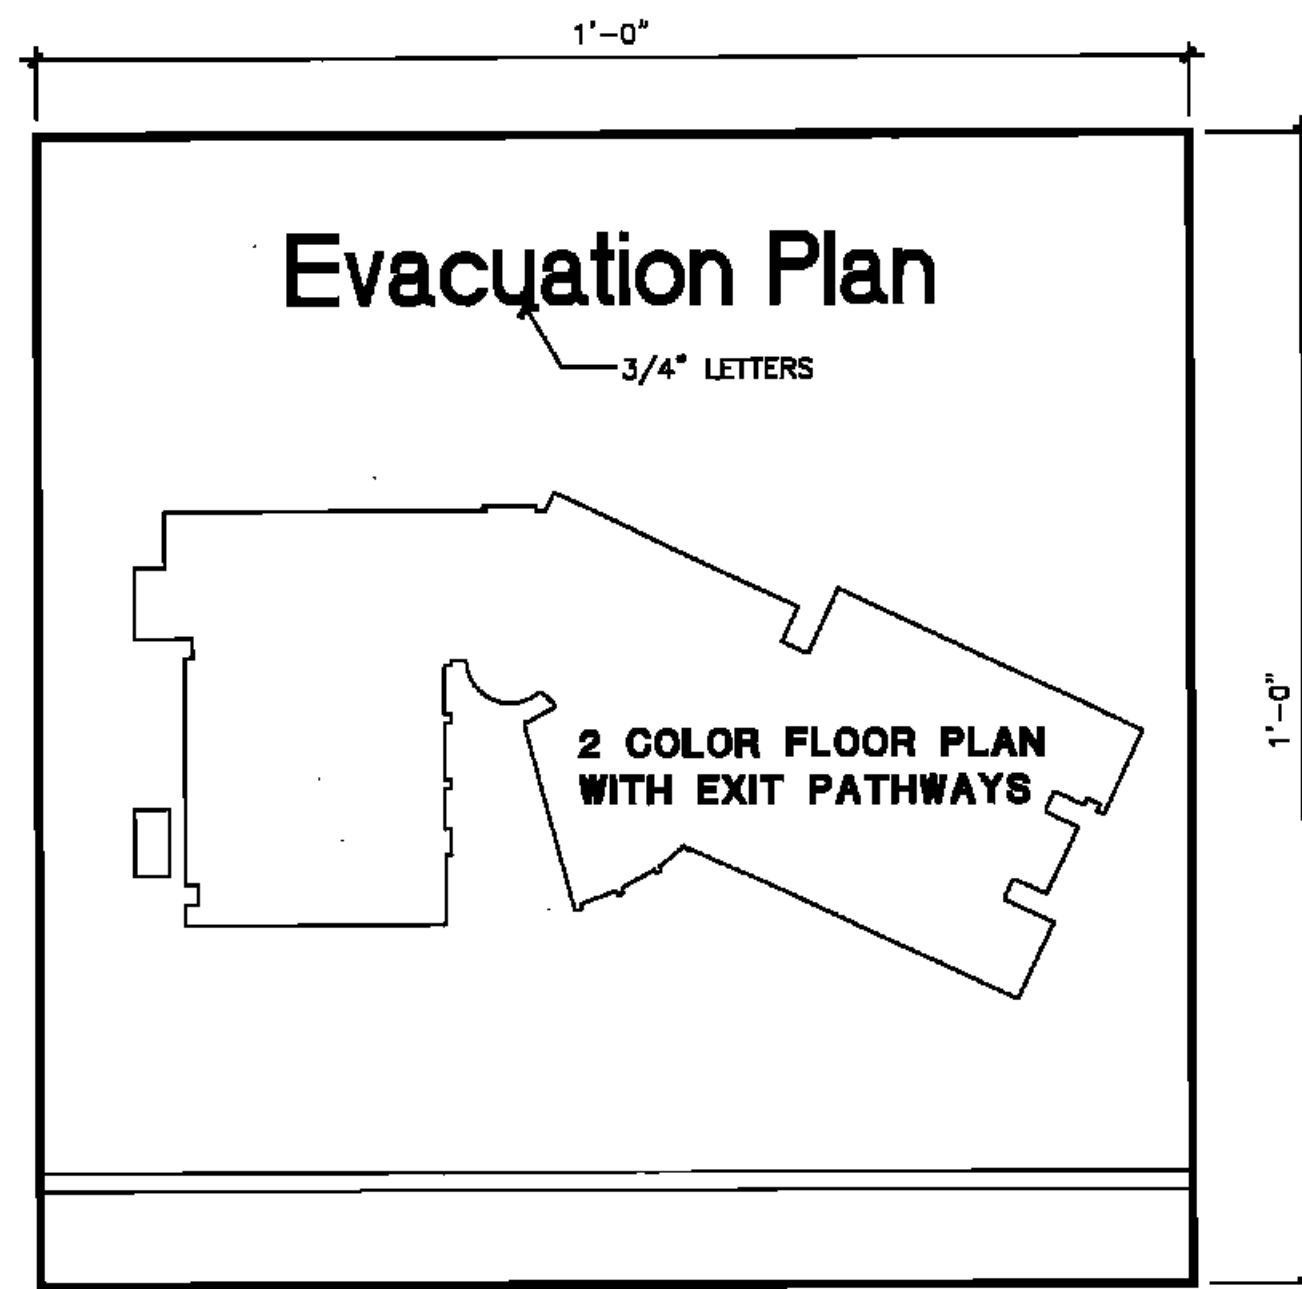 1'-0"
Evacuation Plan
3/4" LETTERS
1'-0"
2 COLOR FLOOR PLAN
WITH EXIT PATHWAYS